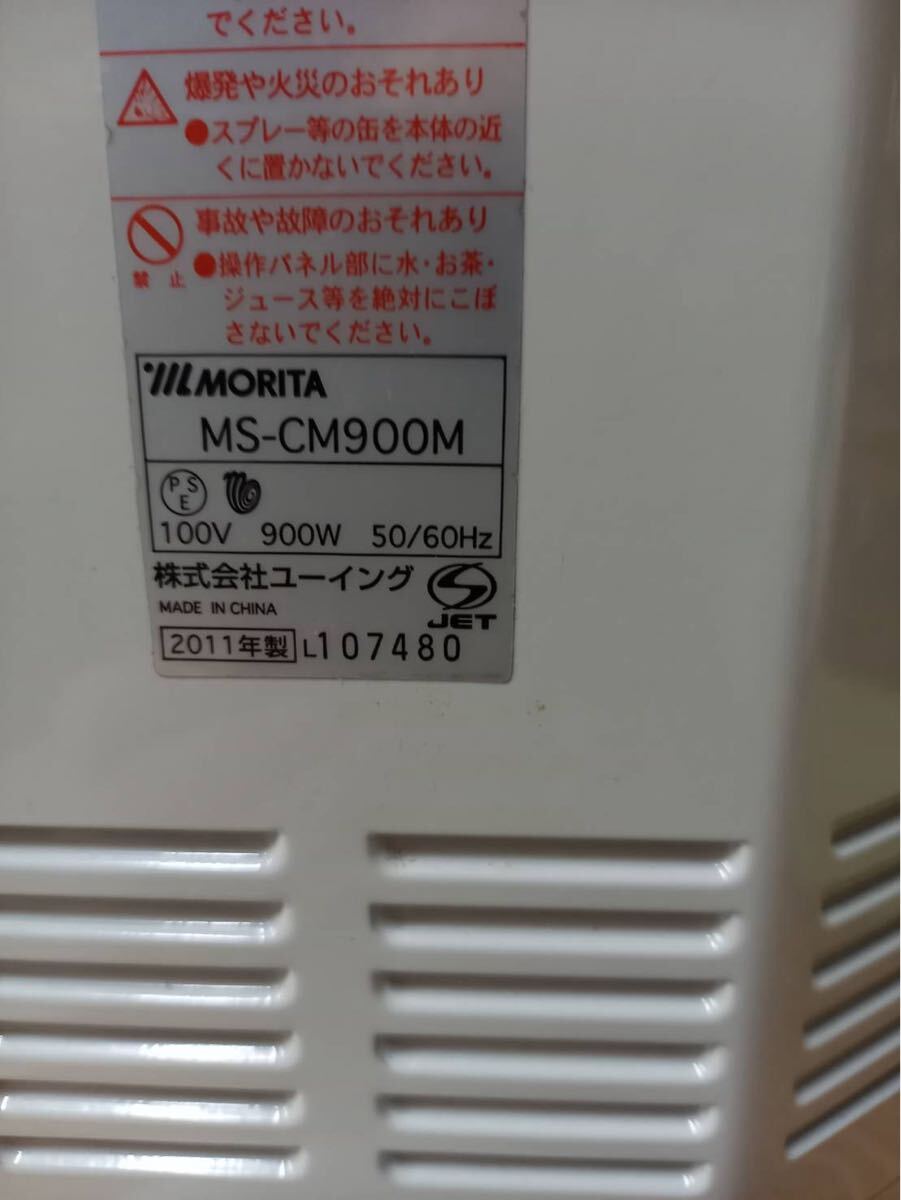 でください。
爆発や火災のおそれあり
●スプレー等の缶を本体の近
くに置かないでください。
事故や故障のおそれあり
禁止
●操作パネル部に水・お茶・
ジュース等を絶対にこぼ
さないでください。
MORITA
MS-CM900M
PSE
100V 900W 50/60Hz
株式会社ユーイング
JET
MADE IN CHINA
2011年製 L107480